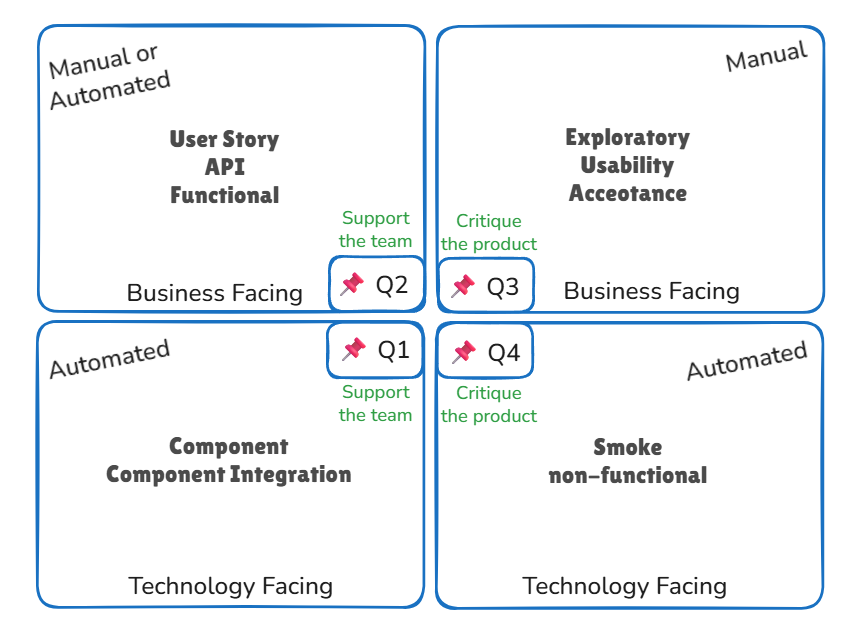 Manual or
Automated
User Story
API
Functional
Support
the team
Business Facing
Q2
Manual
Exploratory
Usability
Acceotance
Critique
the product
Q3
Business Facing
Automated
Q1
Support
the team
Component
Component Integration
Technology Facing
Q4
Automated
Critique
the product
Smoke
non-functional
Technology Facing